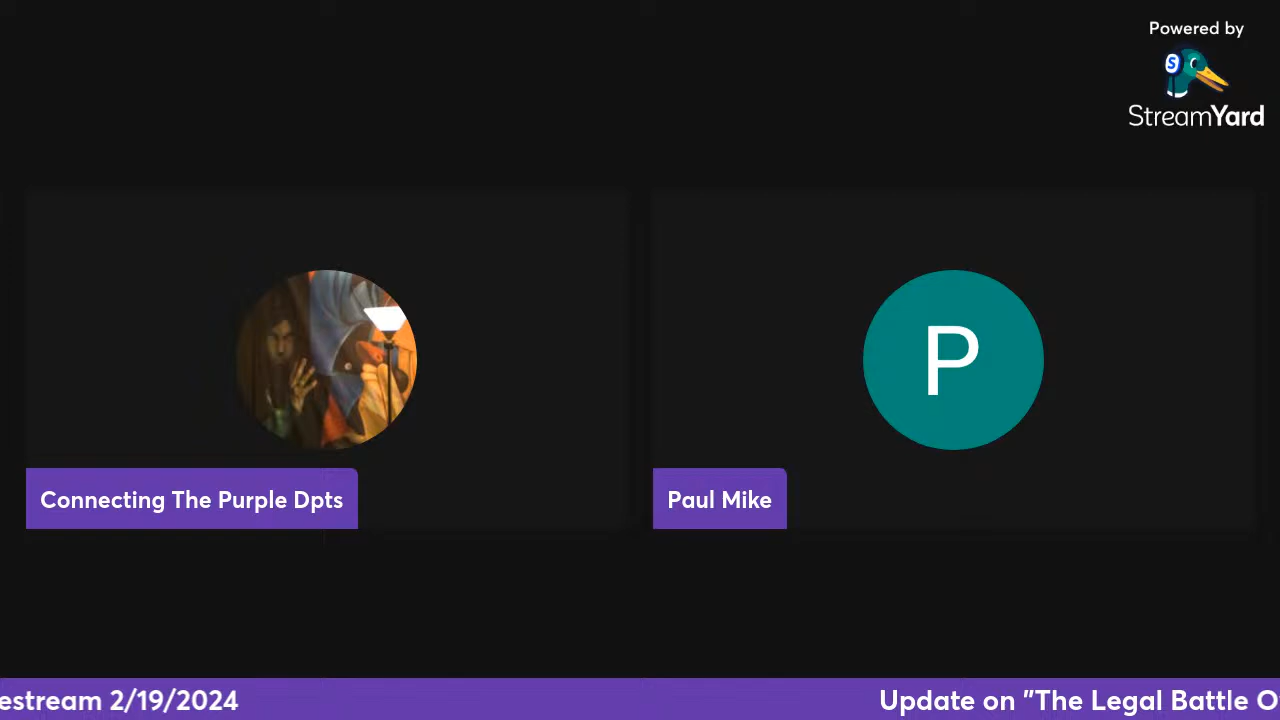 Powered by
S
StreamYard
P
Connecting The Purple Dpts
Paul Mike
estream 2/19/2024
Update on "The Legal Battle O